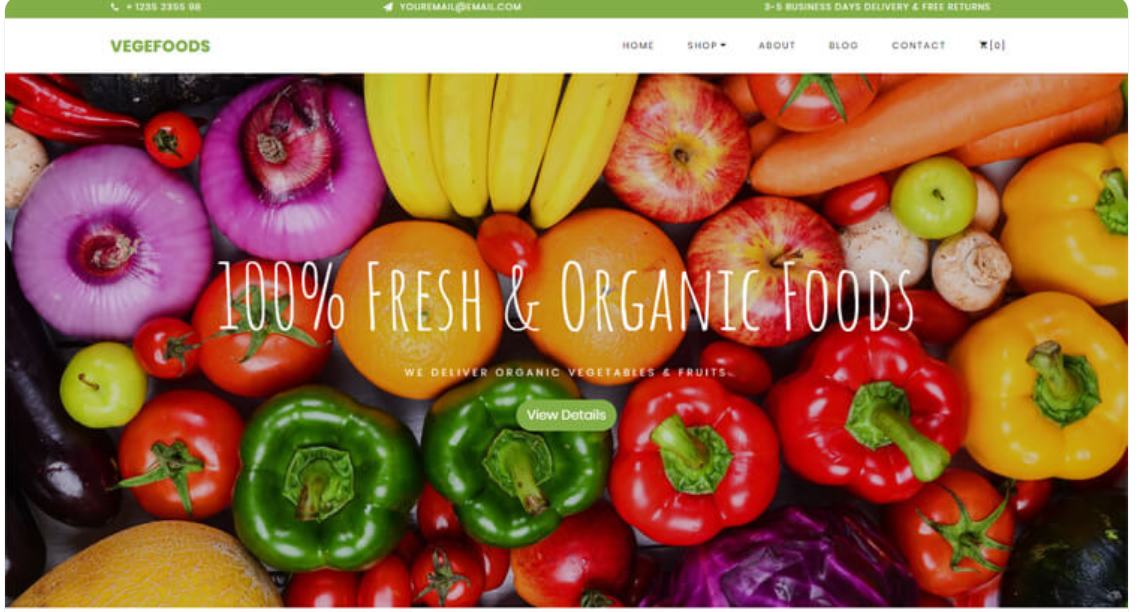 + 1235 2355 98 YOUREMAIL@EMAIL.COM 3-5 BUSINESS DAYS DELIVERY & FREE RETURNS
VEGEFOODS HOME SHOP ABOUT BLOG CONTACT [0]
100% FRESH & ORGANIC FOODS
WE DELIVER ORGANIC VEGETABLES & FRUITS
View Details